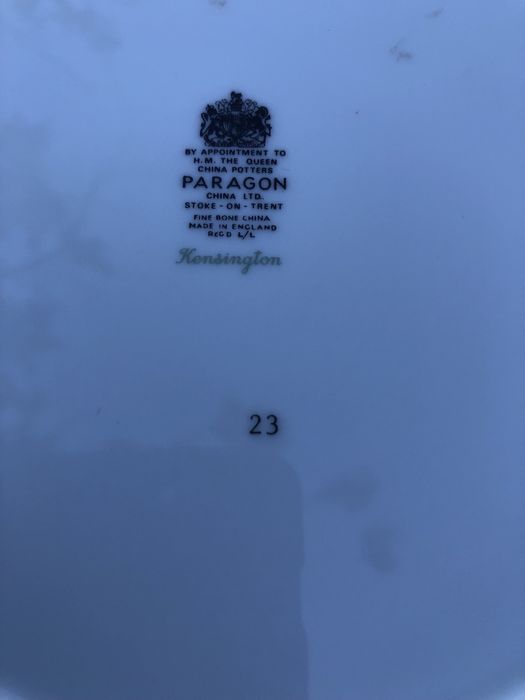 BY APPOINTMENT TO
H.M. THE QUEEN
CHINA POTTERS
PARAGON
CHINA LTD.
STOKE-ON-TRENT
FINE BONE CHINA
MADE IN ENGLAND
REGD L/L
Kensington
23